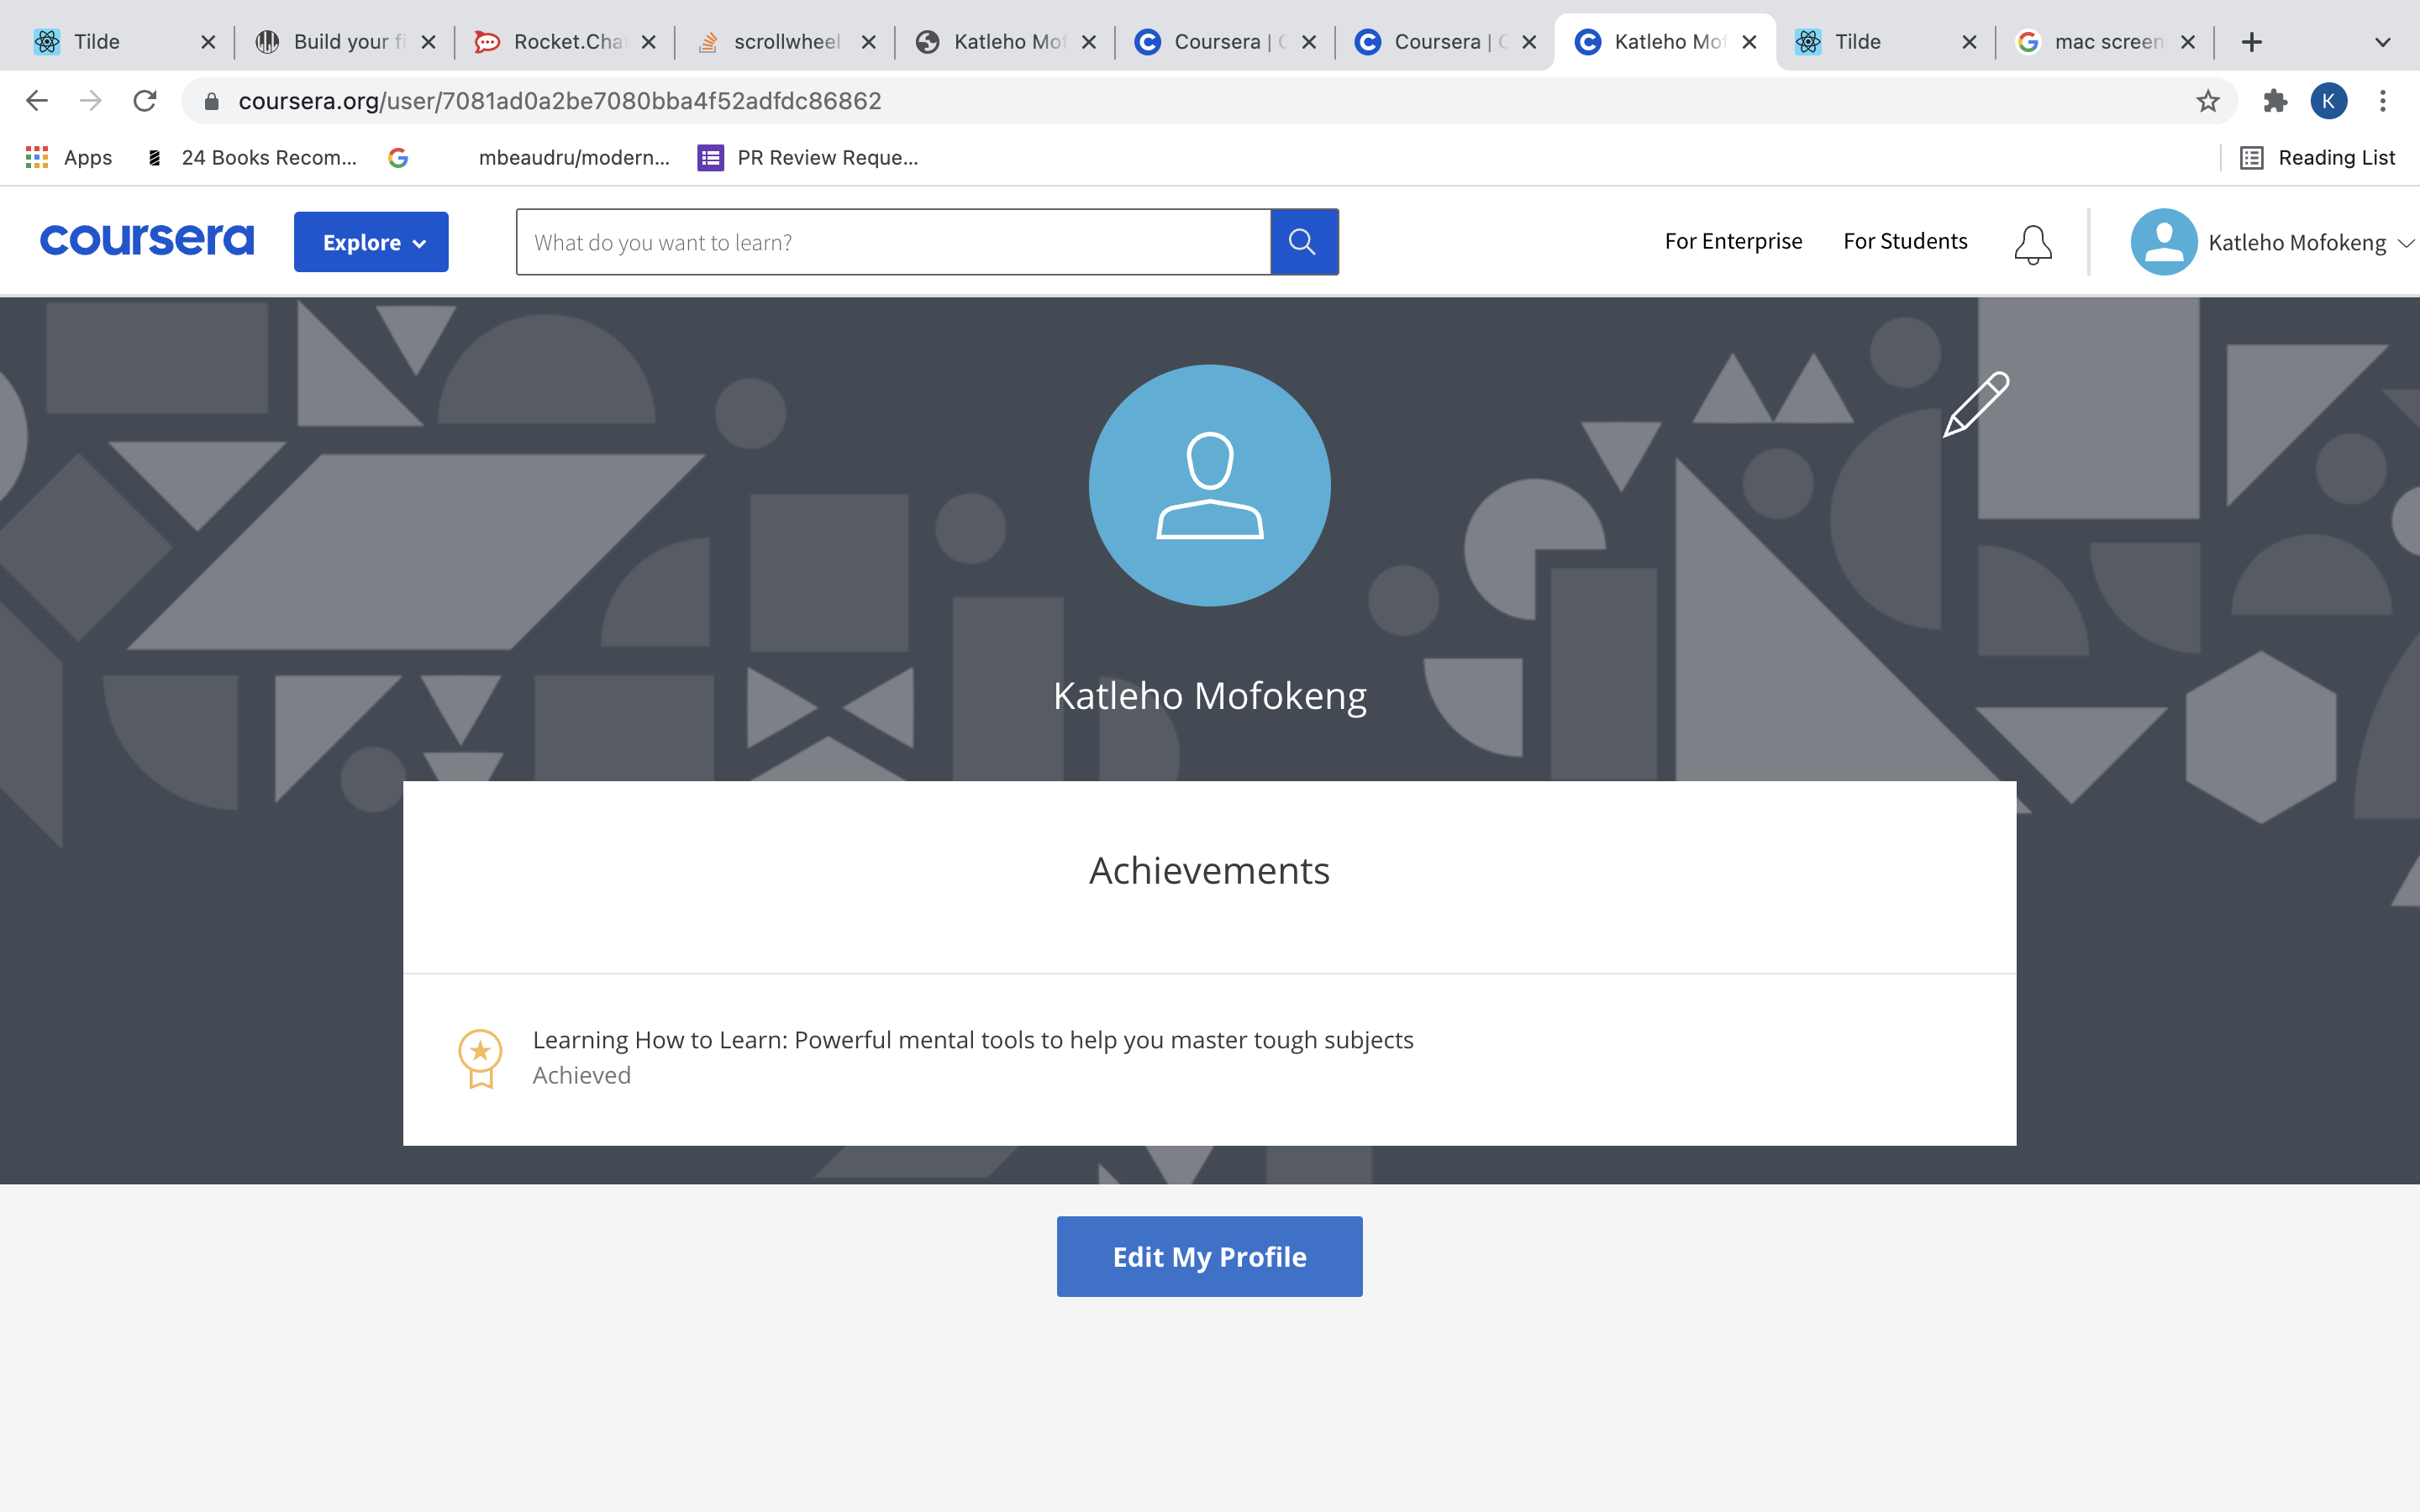 Tilde
Build your fi
Rocket.Cha
scrollwheel
Katleho Mof
Coursera | C
Coursera | C
Katleho Mof
Tilde
mac screen
coursera.org/user/7081ad0a2be7080bba4f52adfdc86862
K
Apps
24 Books Recom...
mbeaudru/modern...
PR Review Reque...
Reading List
coursera
Explore
What do you want to learn?
For Enterprise
For Students
Katleho Mofokeng
Katleho Mofokeng
Achievements
Learning How to Learn: Powerful mental tools to help you master tough subjects
Achieved
Edit My Profile